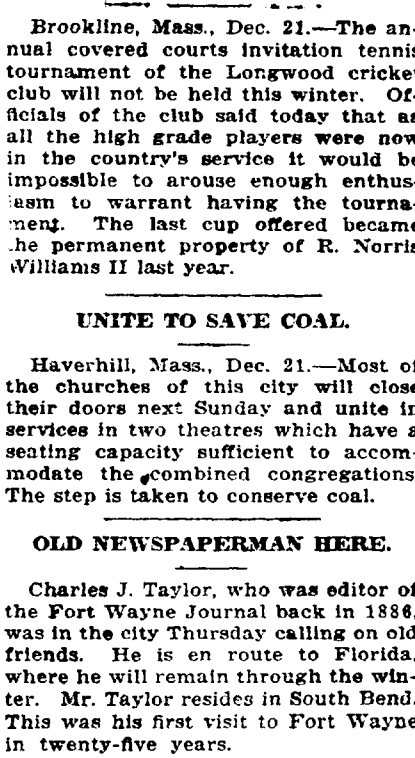 Brookline, Mass., Dec. 21.—The an-
nual covered courts invitation tennis
tournament of the Longwood cricket
club will not be held this winter. Of-
ficials of the club said today that as
all the high grade players were now
in the country's service it would be
impossible to arouse enough enthus-
iasm to warrant having the tourna-
ment. The last cup offered became
the permanent property of R. Norris
Williams II last year.
UNITE TO SAVE COAL.
Haverhill, Mass., Dec. 21.—Most of
the churches of this city will close
their doors next Sunday and unite in
services in two theatres which have a
seating capacity sufficient to accom-
modate the combined congregations.
The step is taken to conserve coal.
OLD NEWSPAPERMAN HERE.
Charles J. Taylor, who was editor of
the Fort Wayne Journal back in 1886,
was in the city Thursday calling on old
friends. He is en route to Florida,
where he will remain through the win-
ter. Mr. Taylor resides in South Bend.
This was his first visit to Fort Wayne
in twenty-five years.